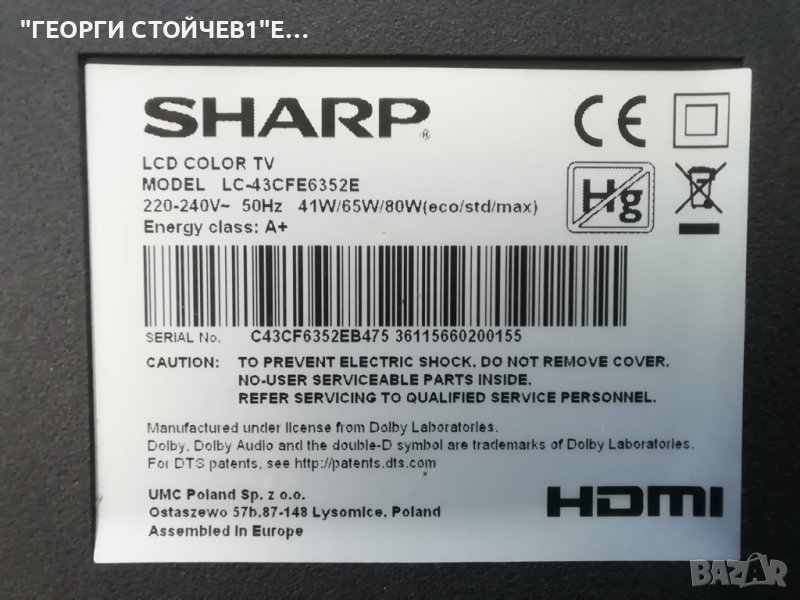 "ГЕОРГИ СТОЙЧЕВ1"Е...
SHARP®
LCD COLOR TV
MODEL LC-43CFE6352E
220-240V~ 50Hz 41W/65W/80W(eco/std/max)
Energy class: A+
CE
Hg
SERIAL No. C43CF6352EB475 36115660200155
CAUTION: TO PREVENT ELECTRIC SHOCK, DO NOT REMOVE COVER.
NO-USER SERVICEABLE PARTS INSIDE.
REFER SERVICING TO QUALIFIED SERVICE PERSONNEL.
Manufactured under license from Dolby Laboratories.
Dolby, Dolby Audio and the double-D symbol are trademarks of Dolby Laboratories.
For DTS patents, see http://patents.dts.com
UMC Poland Sp. z o.o.
Ostaszewo 57b,87-148 Lysomice, Poland
Assembled in Europe
HDMI
BAZAR